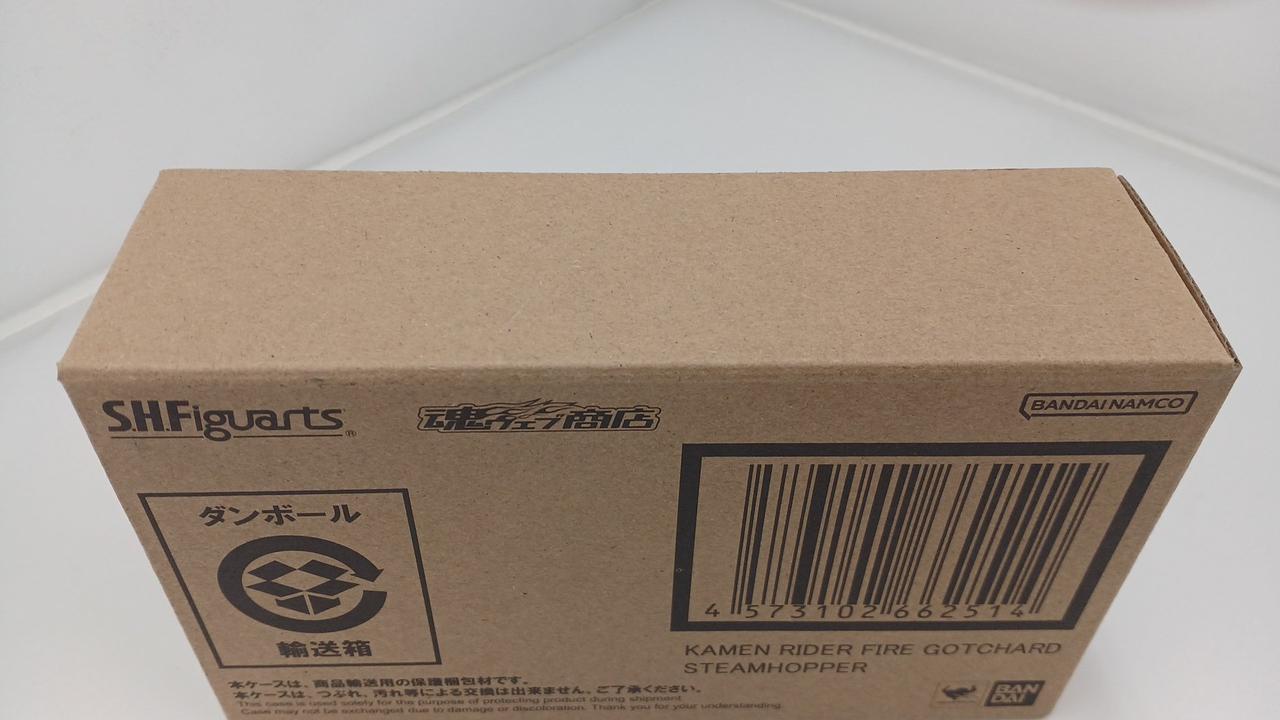 S.H.Figuarts®
魂ウェブ商店
BANDAI NAMCO
ダンボール
輸送箱
4 573102 662514
KAMEN RIDER FIRE GOTCHARD
STEAMHOPPER
本ケースは、商品輸送用の保護梱包材です。
本ケースは、つぶれ、汚れ等による交換は出来ません。ご了承ください。
This case is used solely for the purpose of protecting product during shipment.
Case may not be exchanged due to damage or discoloration. Thank you for your understanding.
BAN
DAI